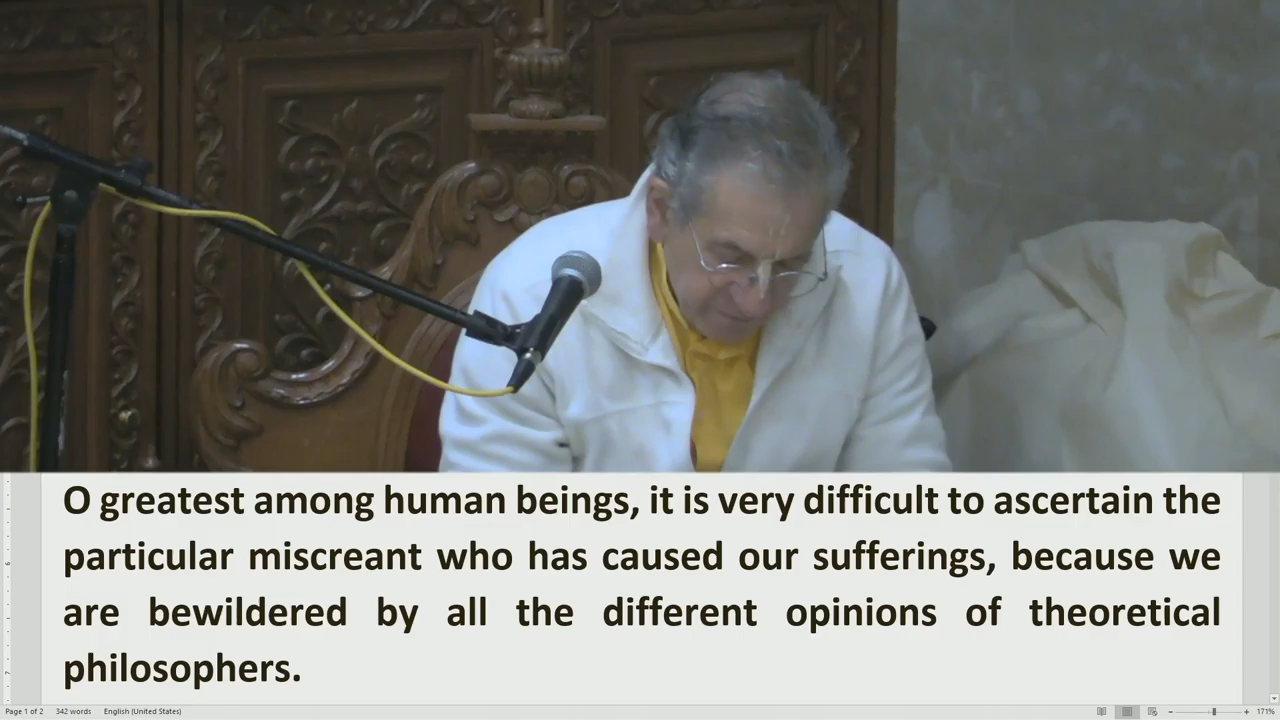 O greatest among human beings, it is very difficult to ascertain the
particular miscreant who has caused our sufferings, because we
are bewildered by all the different opinions of theoretical
philosophers.
Page 1 of 2 342 words English (United States) 171%